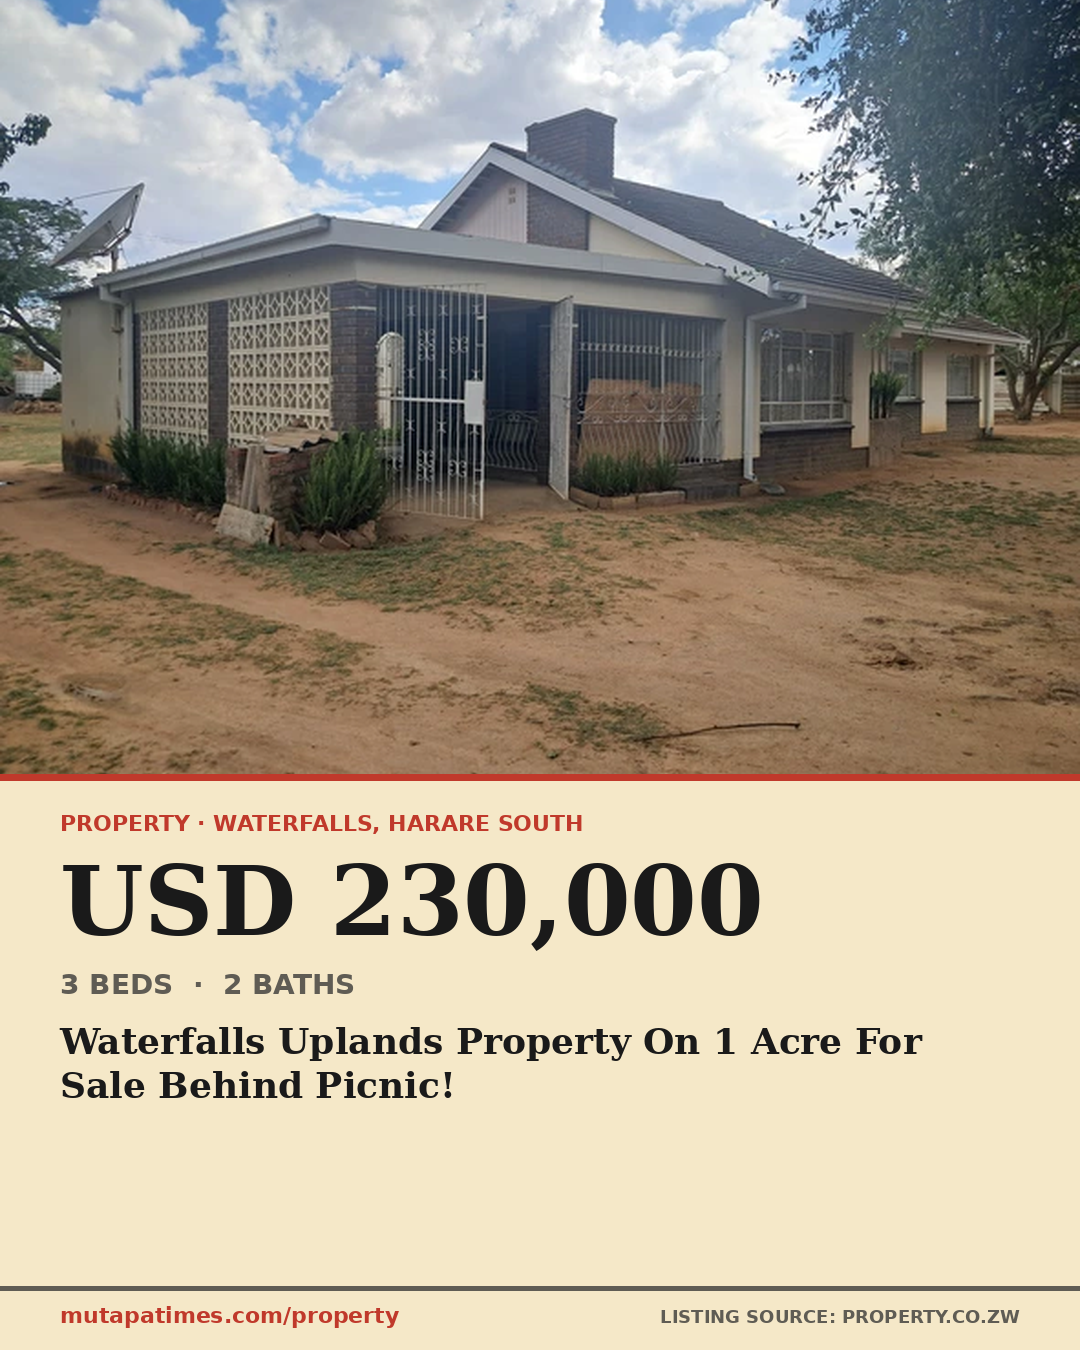 PROPERTY · WATERFALLS, HARARE SOUTH
USD 230,000
3 BEDS · 2 BATHS
Waterfalls Uplands Property On 1 Acre For
Sale Behind Picnic!
mutapatimes.com/property
LISTING SOURCE: PROPERTY.CO.ZW